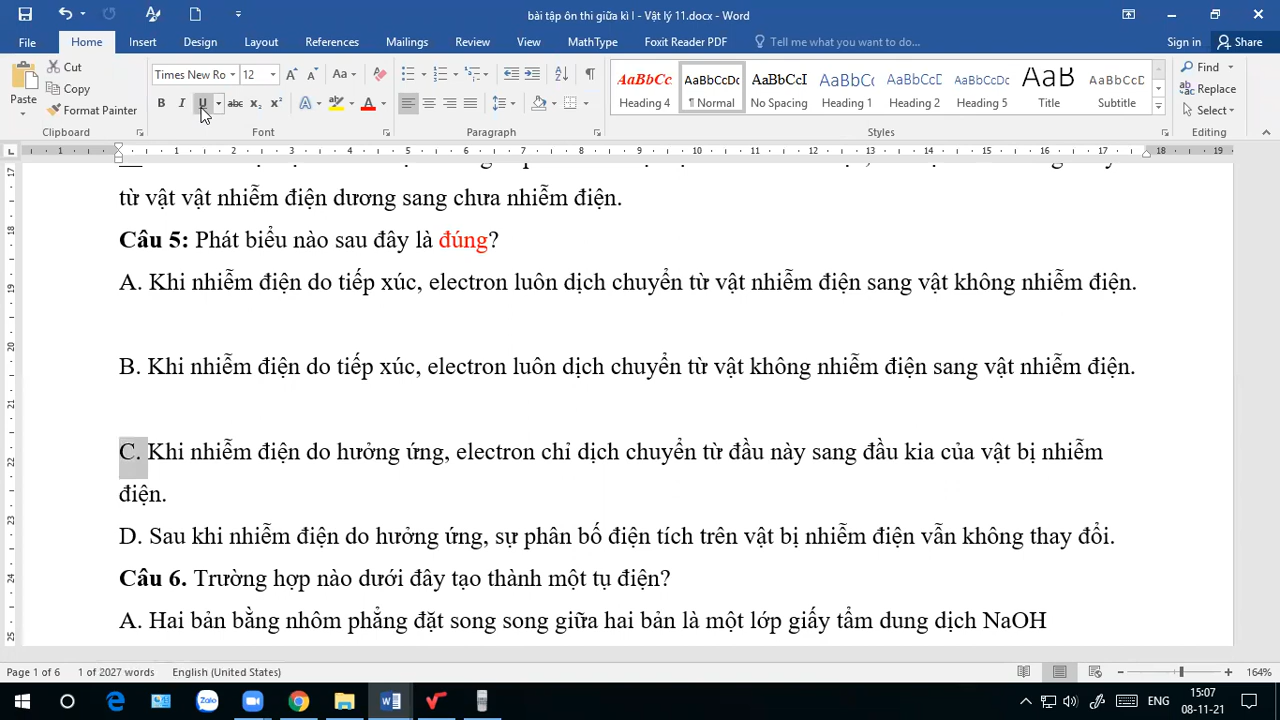 bài tập ôn thi giữa kì I - Vật lý 11.docx - Word
File Home Insert Design Layout References Mailings Review View MathType Foxit Reader PDF Tell me what you want to do... Sign in Share
Paste Cut Copy Format Painter
Times New Ro 12
AaBbCc AaBbCcDc AaBbCcI AaBbCcD AaBbCcD AaB AaBbCcD
Heading 4 ¶ Normal No Spacing Heading 1 Heading 2 Title Subtitle
Find Replace Select
Clipboard Font Paragraph Styles Editing
từ vật vật nhiễm điện dương sang chưa nhiễm điện.
Câu 5: Phát biểu nào sau đây là đúng?
A. Khi nhiễm điện do tiếp xúc, electron luôn dịch chuyển từ vật nhiễm điện sang vật không nhiễm điện.
B. Khi nhiễm điện do tiếp xúc, electron luôn dịch chuyển từ vật không nhiễm điện sang vật nhiễm điện.
C. Khi nhiễm điện do hưởng ứng, electron chỉ dịch chuyển từ đầu này sang đầu kia của vật bị nhiễm
điện.
D. Sau khi nhiễm điện do hưởng ứng, sự phân bố điện tích trên vật bị nhiễm điện vẫn không thay đổi.
Câu 6. Trường hợp nào dưới đây tạo thành một tụ điện?
A. Hai bản bằng nhôm phẳng đặt song song giữa hai bản là một lớp giấy tẩm dung dịch NaOH
Page 1 of 6 1 of 2027 words English (United States) 164%
Zalo ENG 15:07
08-11-21